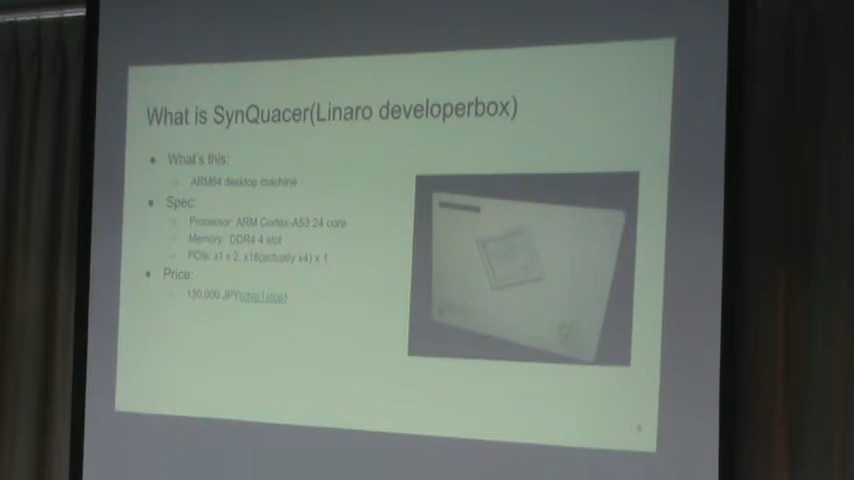 What is SynQuacer(Linaro developerbox)
What's this:
ARM64 desktop machine
Spec:
Processor: ARM Cortex-A53 24 core
Memory: DDR4 4 slot
PCIe: x1 x 2, x16(actually x4) x 1
Price:
130,000 JPY(chip1stop)